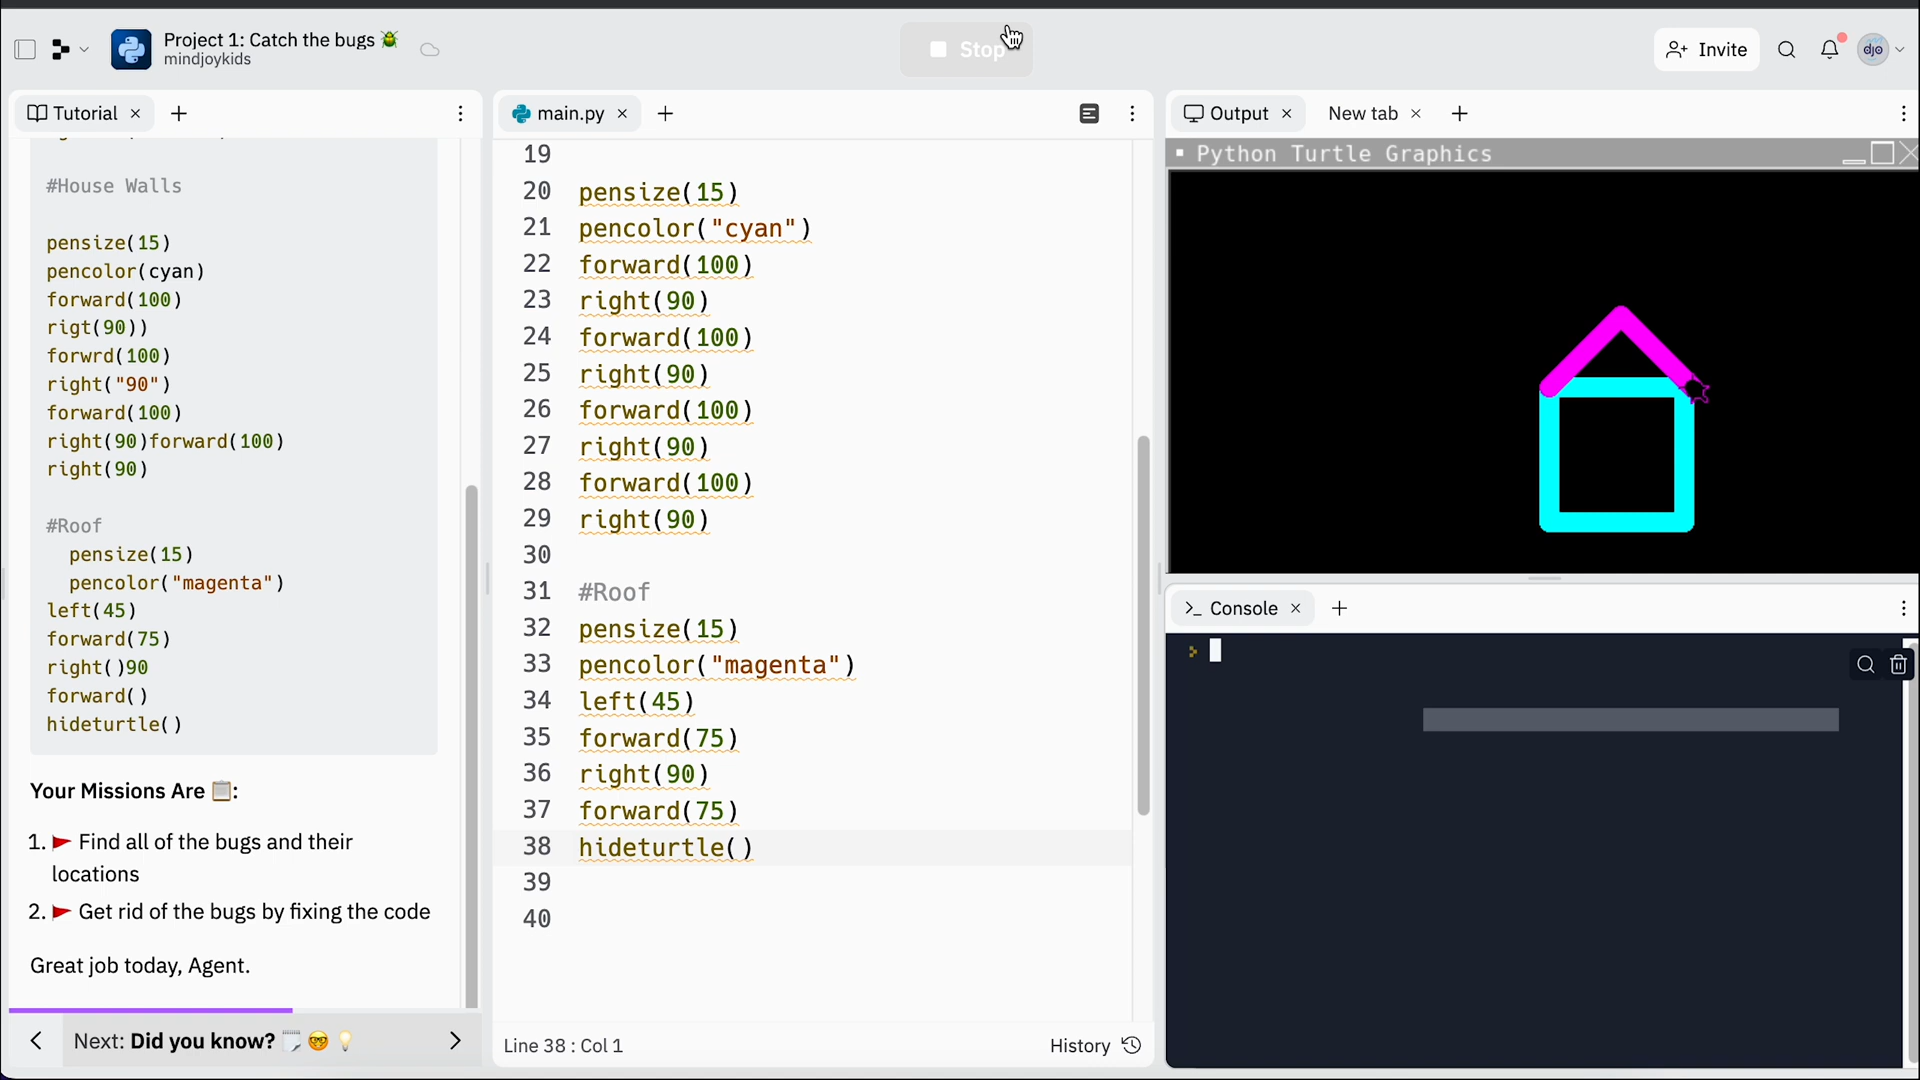 Project 1: Catch the bugs
mindjoykids
Stop
Invite
djo
Tutorial
#House Walls
pensize(15)
pencolor(cyan)
forward(100)
rigt(90))
forwrd(100)
right("90")
forward(100)
right(90)forward(100)
right(90)
#Roof
pensize(15)
pencolor("magenta")
left(45)
forward(75)
right()90
forward()
hideturtle()
Your Missions Are :
1. Find all of the bugs and their
locations
2. Get rid of the bugs by fixing the code
Great job today, Agent.
Next: Did you know?
main.py
19
20 pensize(15)
21 pencolor("cyan")
22 forward(100)
23 right(90)
24 forward(100)
25 right(90)
26 forward(100)
27 right(90)
28 forward(100)
29 right(90)
30
31 #Roof
32 pensize(15)
33 pencolor("magenta")
34 left(45)
35 forward(75)
36 right(90)
37 forward(75)
38 hideturtle()
39
40
Line 38 : Col 1
History
Output
New tab
Python Turtle Graphics
Console